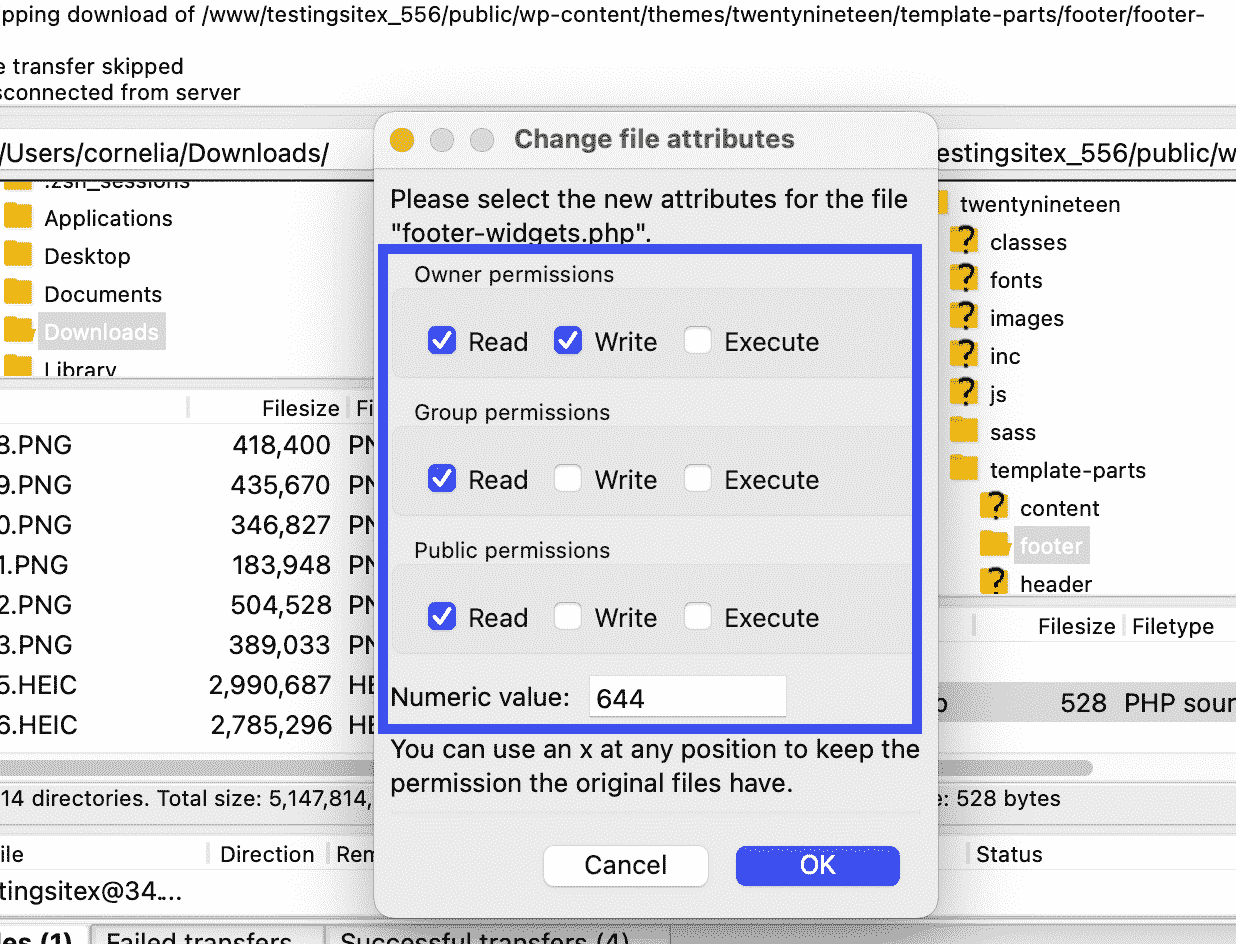 pping download of /www/testingsitex_556/public/wp-content/themes/twentynineteen/template-parts/footer/footer-
e transfer skipped
sconnected from server
/Users/cornelia/Downloads/
.zsh_sessions
Applications
Desktop
Documents
Downloads
Library
Filesize Fi
8.PNG 418,400 PN
9.PNG 435,670 PN
0.PNG 346,827 PN
1.PNG 183,948 PN
2.PNG 504,528 PN
3.PNG 389,033 PN
5.HEIC 2,990,687 HE
6.HEIC 2,785,296 HE
14 directories. Total size: 5,147,814,
ile Direction Rem
tingsitex@34....
les (1) Failed transfers Successful transfers (4)
Change file attributes
Please select the new attributes for the file
"footer-widgets.php".
Owner permissions
Read Write Execute
Group permissions
Read Write Execute
Public permissions
Read Write Execute
Numeric value: 644
You can use an x at any position to keep the
permission the original files have.
Cancel OK
estingsitex_556/public/w
twentynineteen
? classes
? fonts
? images
? inc
? js
sass
template-parts
? content
footer
? header
Filesize Filetype
p 528 PHP sour
e: 528 bytes
Status